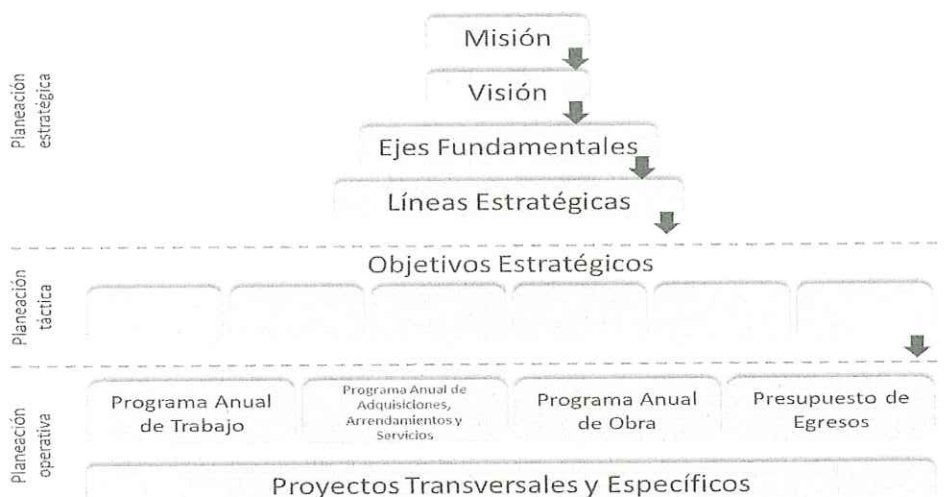 Planeación
estratégica
Misión
Visión
Ejes Fundamentales
Líneas Estratégicas
Planeación
táctica
Objetivos Estratégicos
Planeación
operativa
Programa Anual
de Trabajo
Programa Anual de
Adquisiciones,
Arrendamientos y
Servicios
Programa Anual
de Obra
Presupuesto de
Egresos
Proyectos Transversales y Específicos